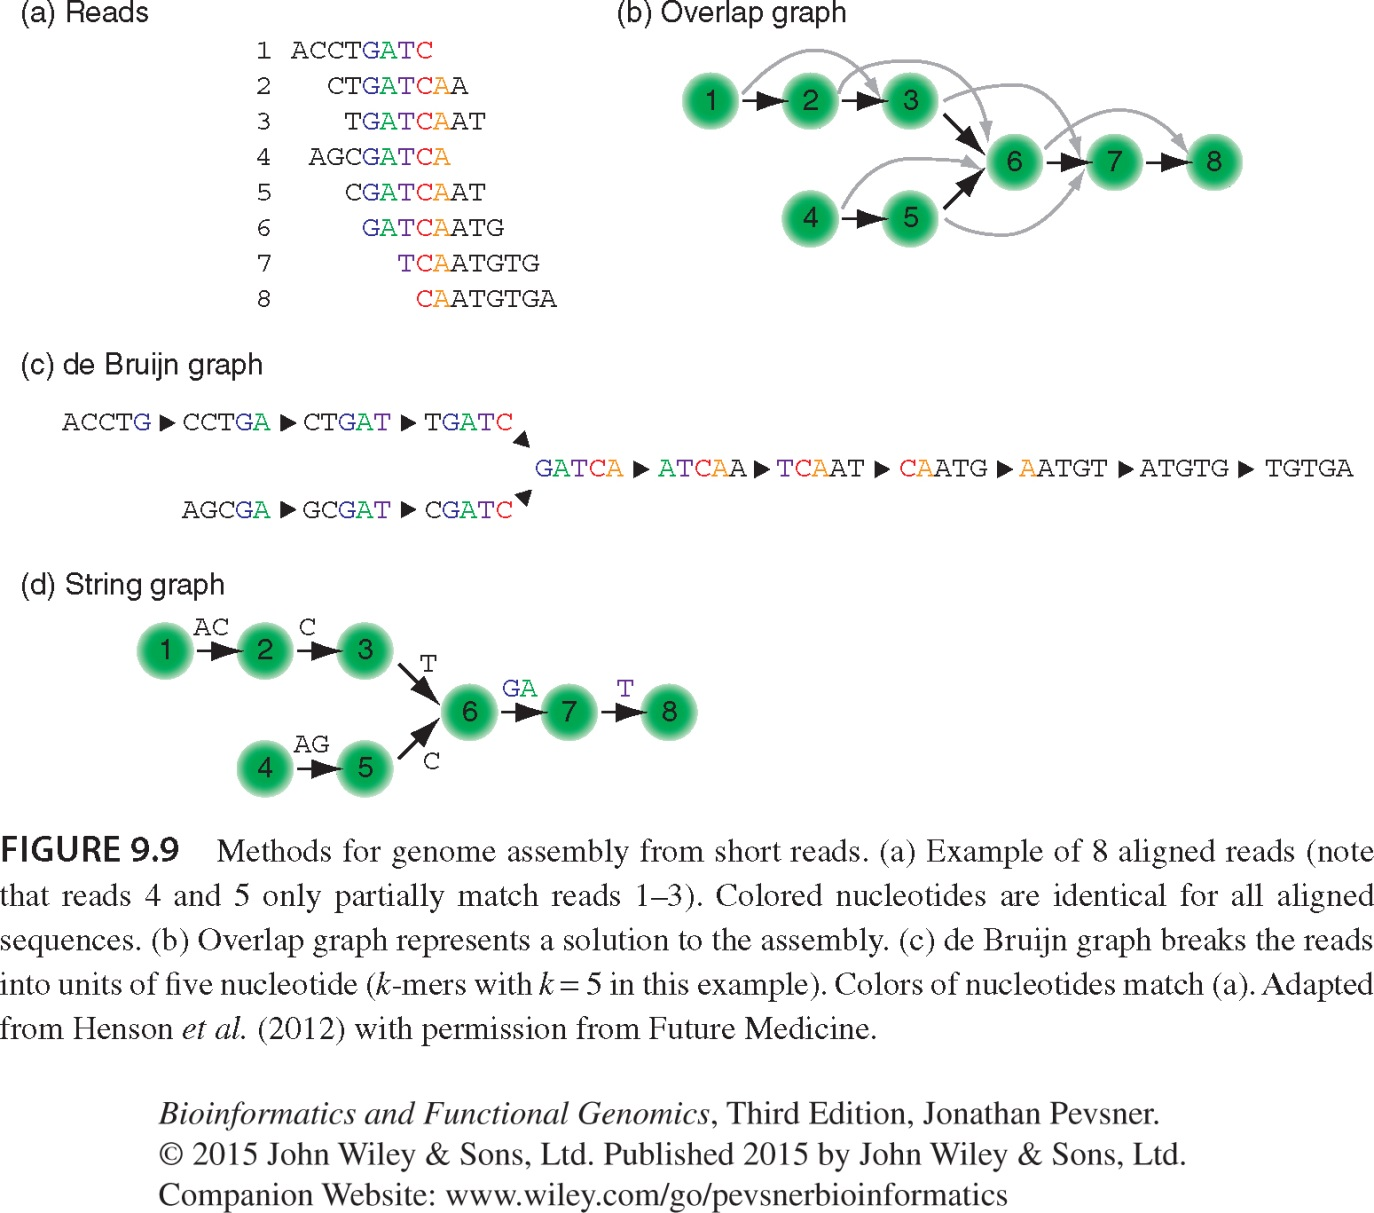 (a) Reads
1 ACCTGATC
2 CTGATCAA
3 TGATCAAT
4 AGCGATCA
5 CGATCAAT
6 GATCAATG
7 TCAATGTG
8 CAATGTGA
(b) Overlap graph
1 2 3
6 7 8
4 5
(c) de Bruijn graph
ACCTG CCTGA CTGAT TGATC
GATCA ATCAA TCAAT CAATG AATGT ATGTG TGTGA
AGCGA GCGAT CGATC
(d) String graph
AC C
1 2 3
T
GA T
6 7 8
AG
C
4 5
FIGURE 9.9 Methods for genome assembly from short reads. (a) Example of 8 aligned reads (note
that reads 4 and 5 only partially match reads 1–3). Colored nucleotides are identical for all aligned
sequences. (b) Overlap graph represents a solution to the assembly. (c) de Bruijn graph breaks the reads
into units of five nucleotide (k-mers with k = 5 in this example). Colors of nucleotides match (a). Adapted
from Henson et al. (2012) with permission from Future Medicine.
Bioinformatics and Functional Genomics, Third Edition, Jonathan Pevsner.
© 2015 John Wiley & Sons, Ltd. Published 2015 by John Wiley & Sons, Ltd.
Companion Website: www.wiley.com/go/pevsnerbioinformatics